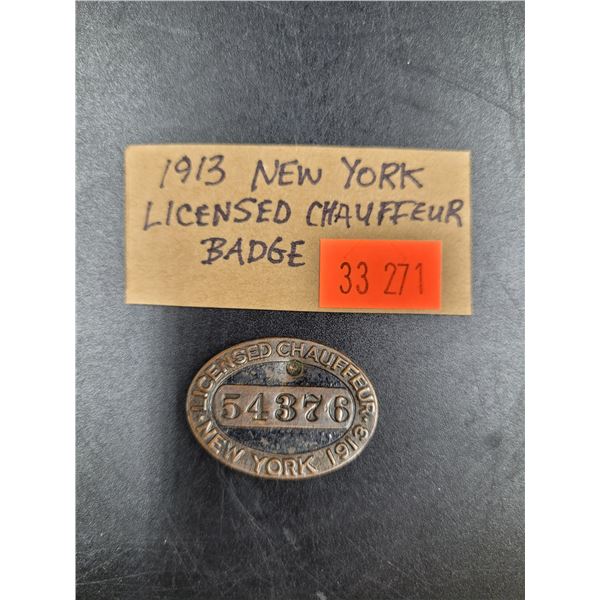 1913 NEW YORK
LICENSED CHAUFFEUR
BADGE
33 271
LICENSED CHAUFFEUR
54376
NEW YORK 1913